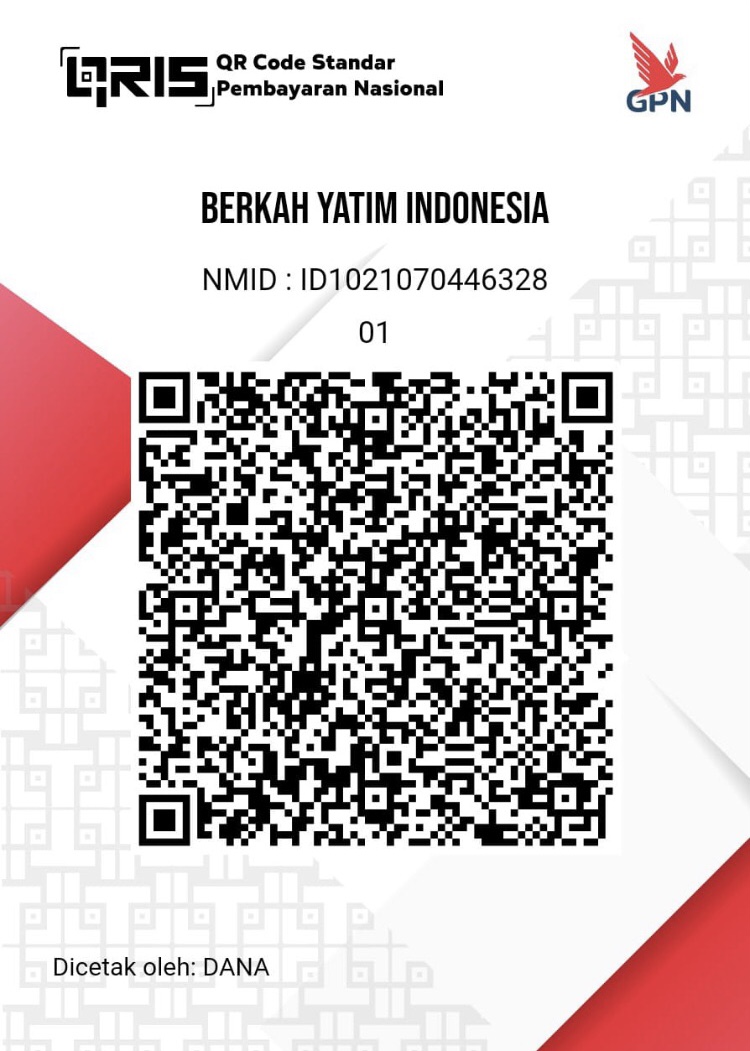 QRIS QR Code Standar
Pembayaran Nasional
GPN
BERKAH YATIM INDONESIA
NMID : ID1021070446328
01
Dicetak oleh: DANA